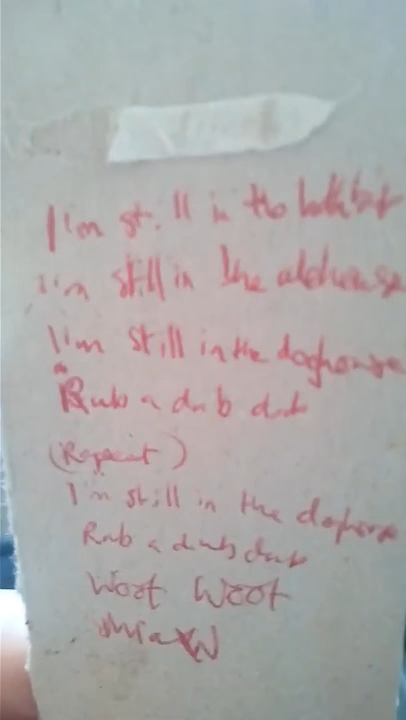 I'm still in the
I'm still in the
I'm still in the doghouse
Rub a dub dub
(Repeat)
I'm still in the doghouse
Rub a dub dub
Woof Woof
Miaow